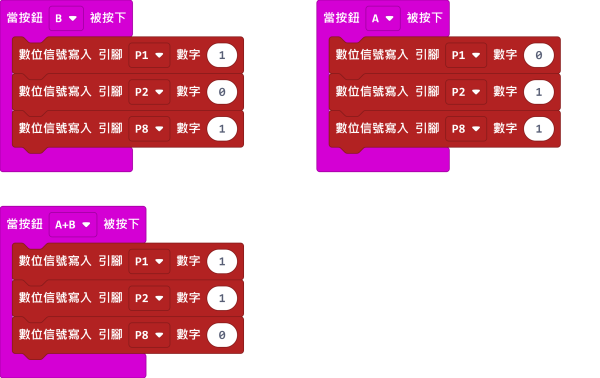 當按鈕 B 被按下
數位信號寫入 引腳 P1 數字 1
數位信號寫入 引腳 P2 數字 0
數位信號寫入 引腳 P8 數字 1
當按鈕 A 被按下
數位信號寫入 引腳 P1 數字 0
數位信號寫入 引腳 P2 數字 1
數位信號寫入 引腳 P8 數字 1
當按鈕 A+B 被按下
數位信號寫入 引腳 P1 數字 1
數位信號寫入 引腳 P2 數字 1
數位信號寫入 引腳 P8 數字 0